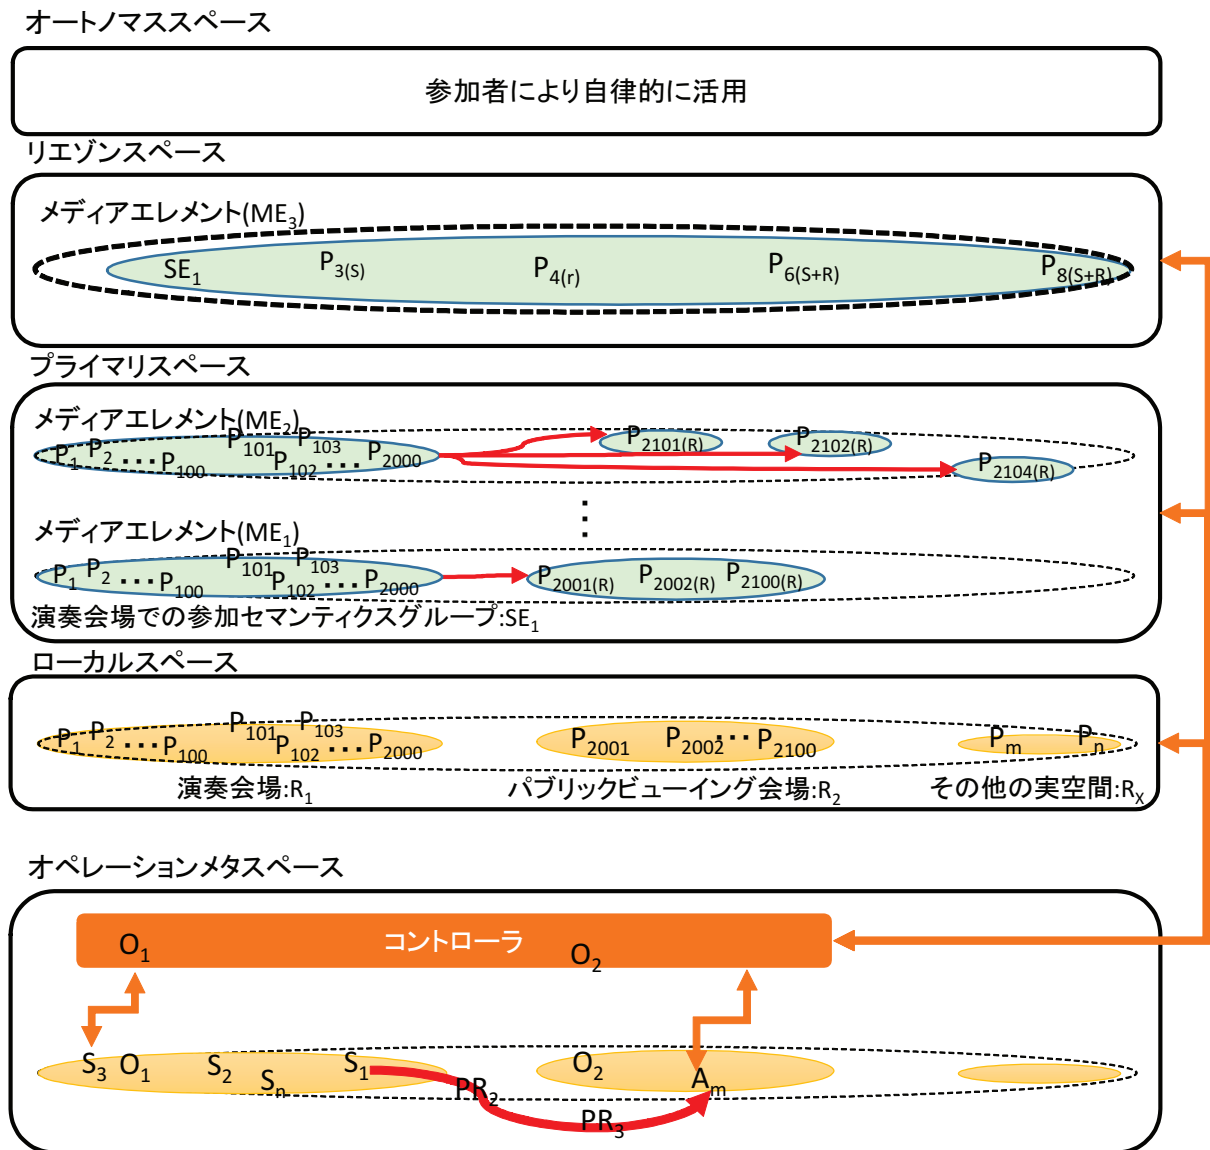 オートノマススペース
参加者により自律的に活用
リエゾンスペース
メディアエレメント(ME3)
SE1 P3(S) P4(r) P6(S+R) P8(S+R)
プライマリスペース
メディアエレメント(ME2)
P1 P2 ･･･ P100 P101 P102 P103 ･･･ P2000 P2101(R) P2102(R) P2104(R)
⋮
メディアエレメント(ME1)
P1 P2 ･･･ P100 P101 P102 P103 ･･･ P2000 P2001(R) P2002(R) P2100(R)
演奏会場での参加セマンティクスグループ:SE1
ローカルスペース
P1 P2 ･･･ P100 P101 P102 P103 ･･･ P2000 P2001 P2002 ･･･ P2100 Pm Pn
演奏会場:R1 パブリックビューイング会場:R2 その他の実空間:RX
オペレーションメタスペース
O1 コントローラ O2
S3 O1 S2 Sn S1 O2 Am
PR2
PR3